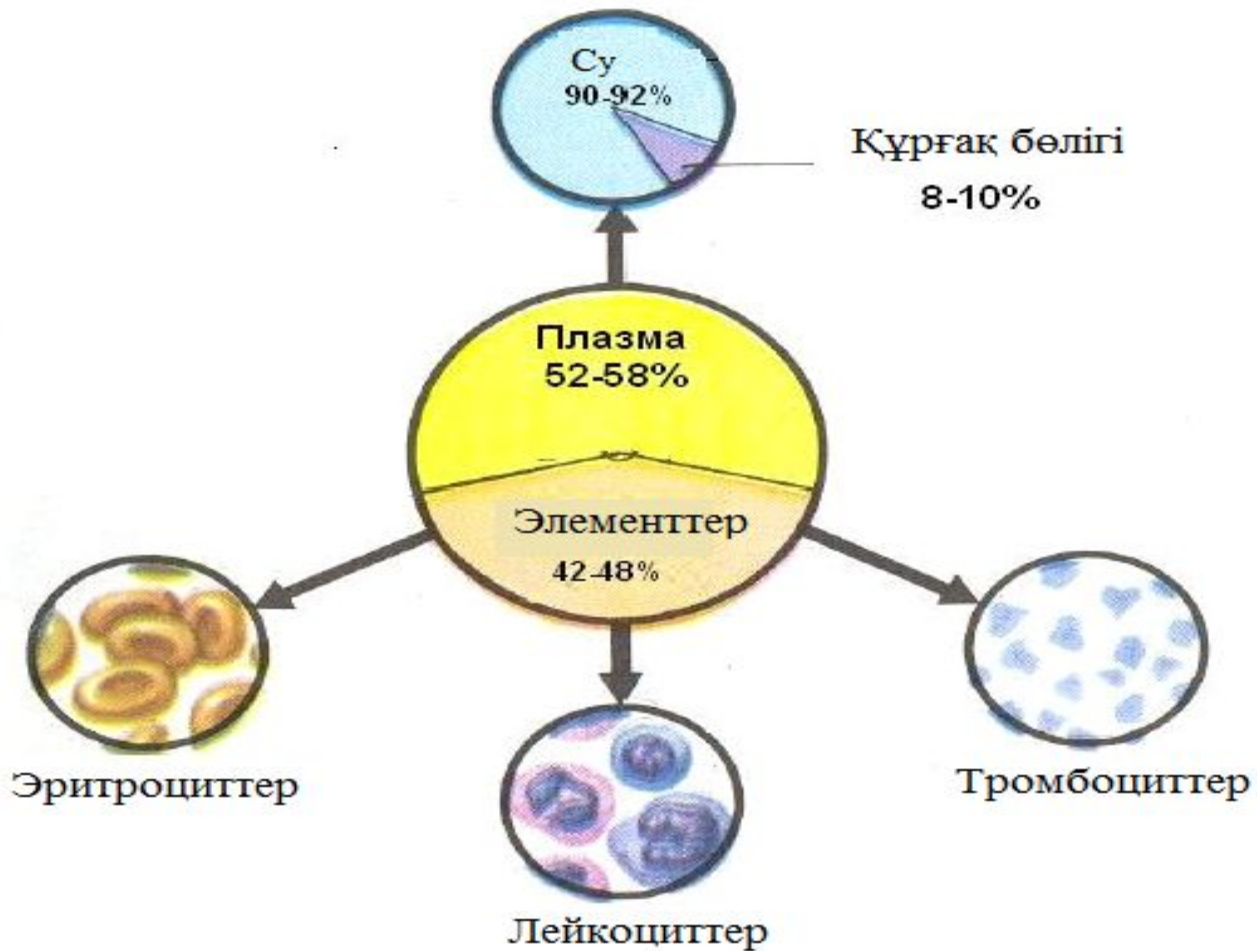 Су
90-92%
Құрғақ бөлігі
8-10%
Плазма
52-58%
Элементтер
42-48%
Эритроциттер
Тромбоциттер
Лейкоциттер